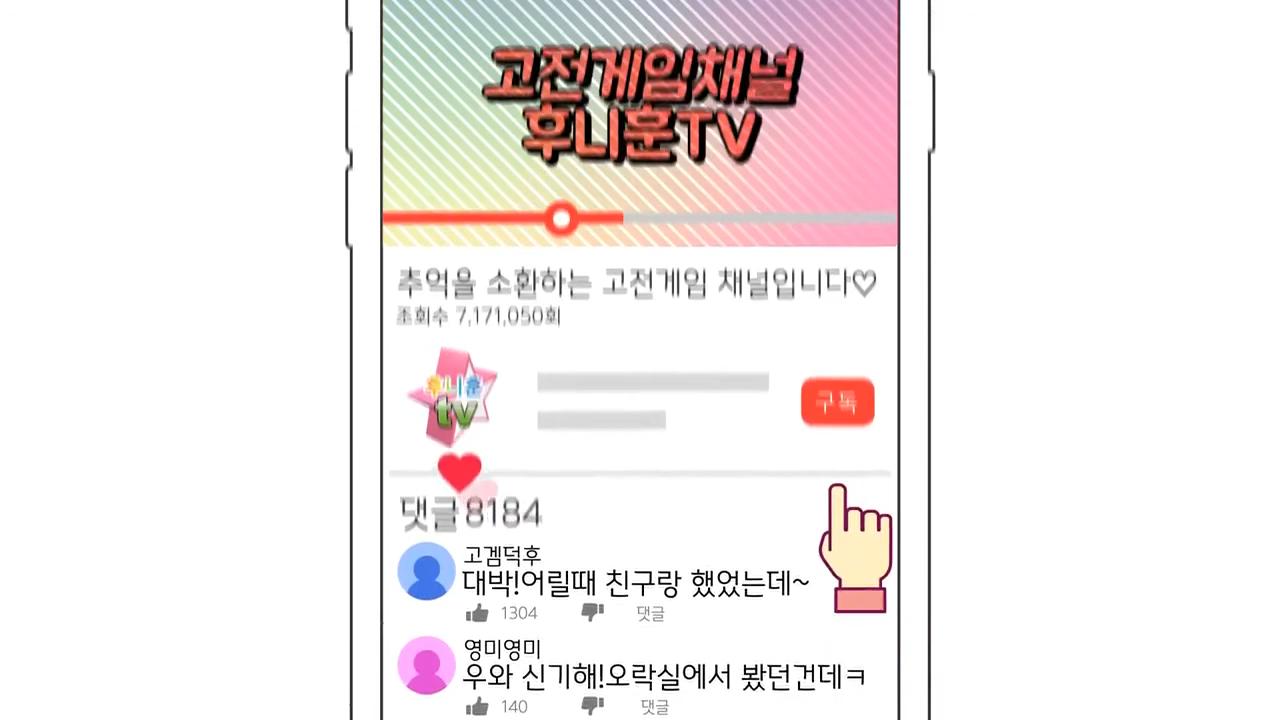 고전게임채널
후니훈TV
추억을 소환하는 고전게임 채널입니다♡
조회수 7,171,050회
후니훈
tv
구독
댓글 8184
고겜덕후
대박!어릴때 친구랑 했었는데~
1304 댓글
영미영미
우와 신기해!오락실에서 봤던건데ㅋ
140 댓글